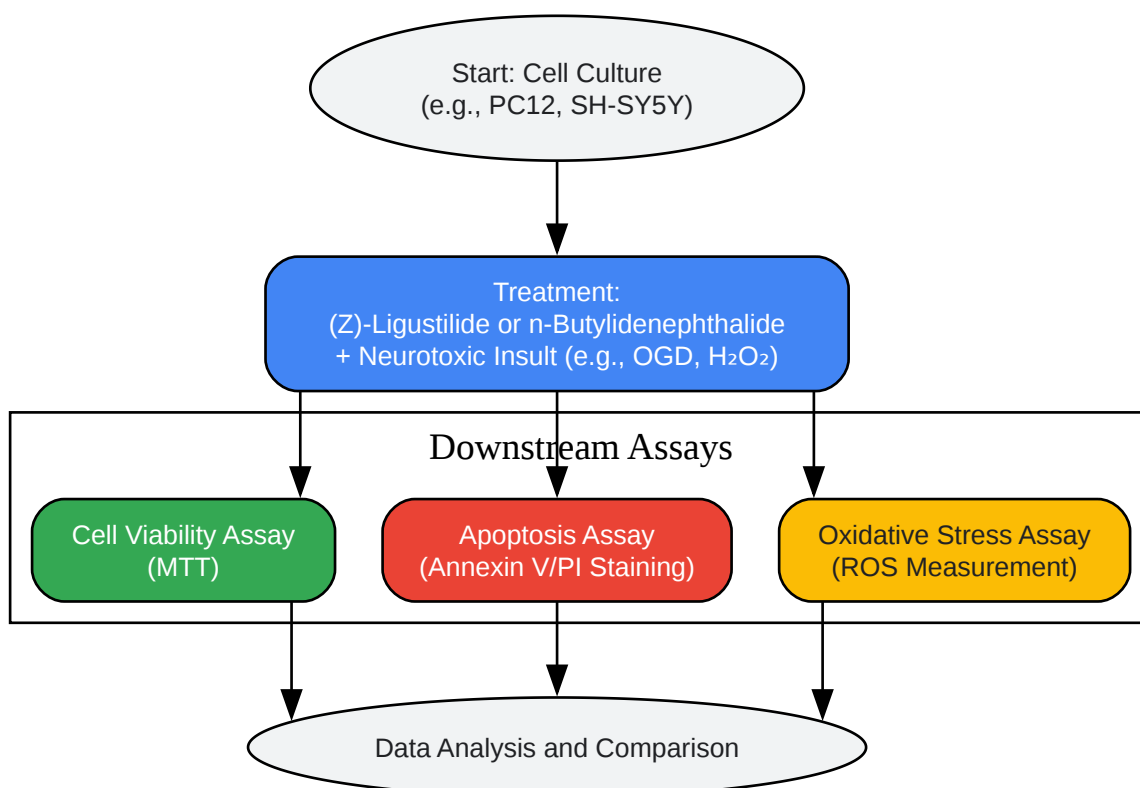 Start: Cell Culture
(e.g., PC12, SH-SY5Y)
Treatment:
(Z)-Ligustilide or n-Butylidenephthalide
+ Neurotoxic Insult (e.g., OGD, H₂O₂)
Downstream Assays
Cell Viability Assay
(MTT)
Apoptosis Assay
(Annexin V/PI Staining)
Oxidative Stress Assay
(ROS Measurement)
Data Analysis and Comparison